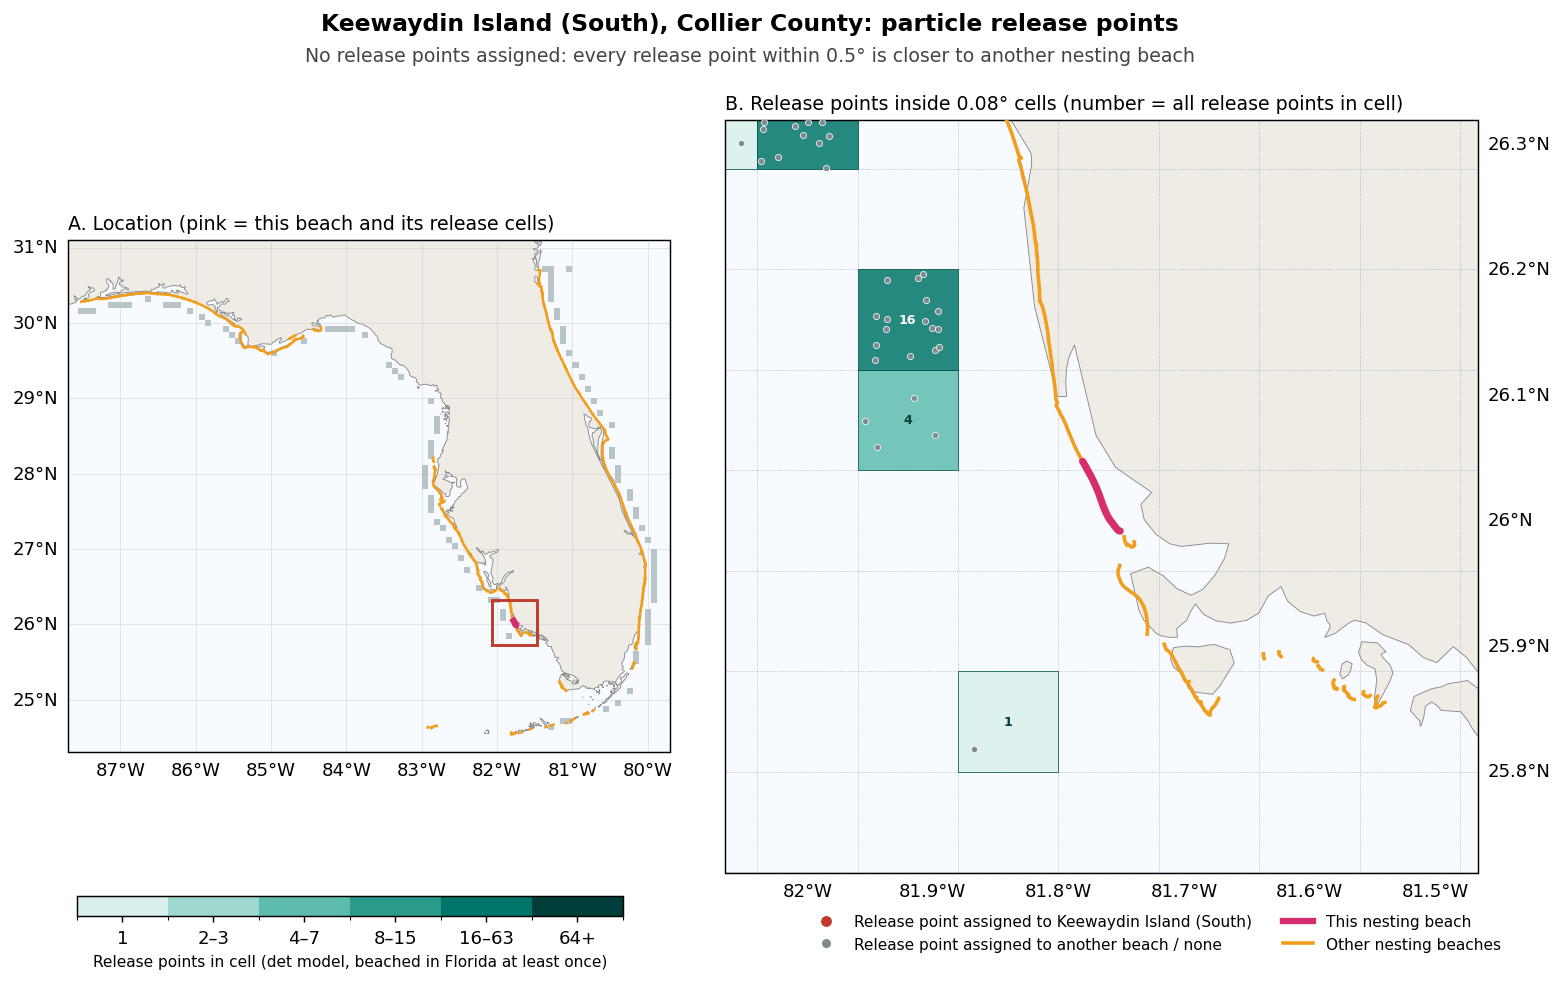 Keewaydin Island (South), Collier County: particle release points
No release points assigned: every release point within 0.5° is closer to another nesting beach
A. Location (pink = this beach and its release cells)
31°N
30°N
29°N
28°N
27°N
26°N
25°N
87°W 86°W 85°W 84°W 83°W 82°W 81°W 80°W
1 2–3 4–7 8–15 16–63 64+
Release points in cell (det model, beached in Florida at least once)
B. Release points inside 0.08° cells (number = all release points in cell)
16
4
1
26.3°N
26.2°N
26.1°N
26°N
25.9°N
25.8°N
82°W 81.9°W 81.8°W 81.7°W 81.6°W 81.5°W
Release point assigned to Keewaydin Island (South)
Release point assigned to another beach / none
This nesting beach
Other nesting beaches